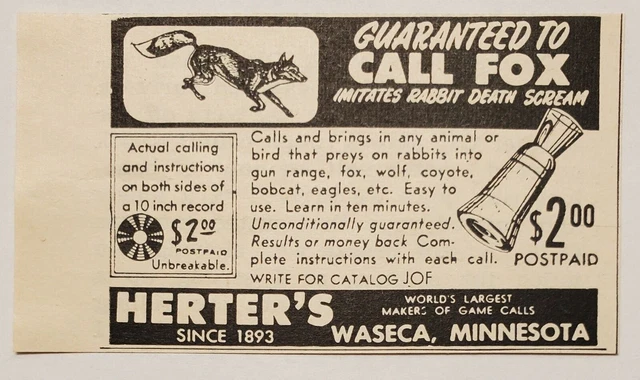 GUARANTEED TO
CALL FOX
IMITATES RABBIT DEATH SCREAM
Actual calling
and instructions
on both sides of
a 10 inch record
$2.00
POSTPAID
Unbreakable.
Calls and brings in any animal or
bird that preys on rabbits into
gun range, fox, wolf, coyote,
bobcat, eagles, etc. Easy to
use. Learn in ten minutes.
Unconditionally guaranteed.
Results or money back Com-
plete instructions with each call.
WRITE FOR CATALOG JOF
$2.00
POSTPAID
HERTER'S
SINCE 1893
WORLD'S LARGEST
MAKERS OF GAME CALLS
WASECA, MINNESOTA